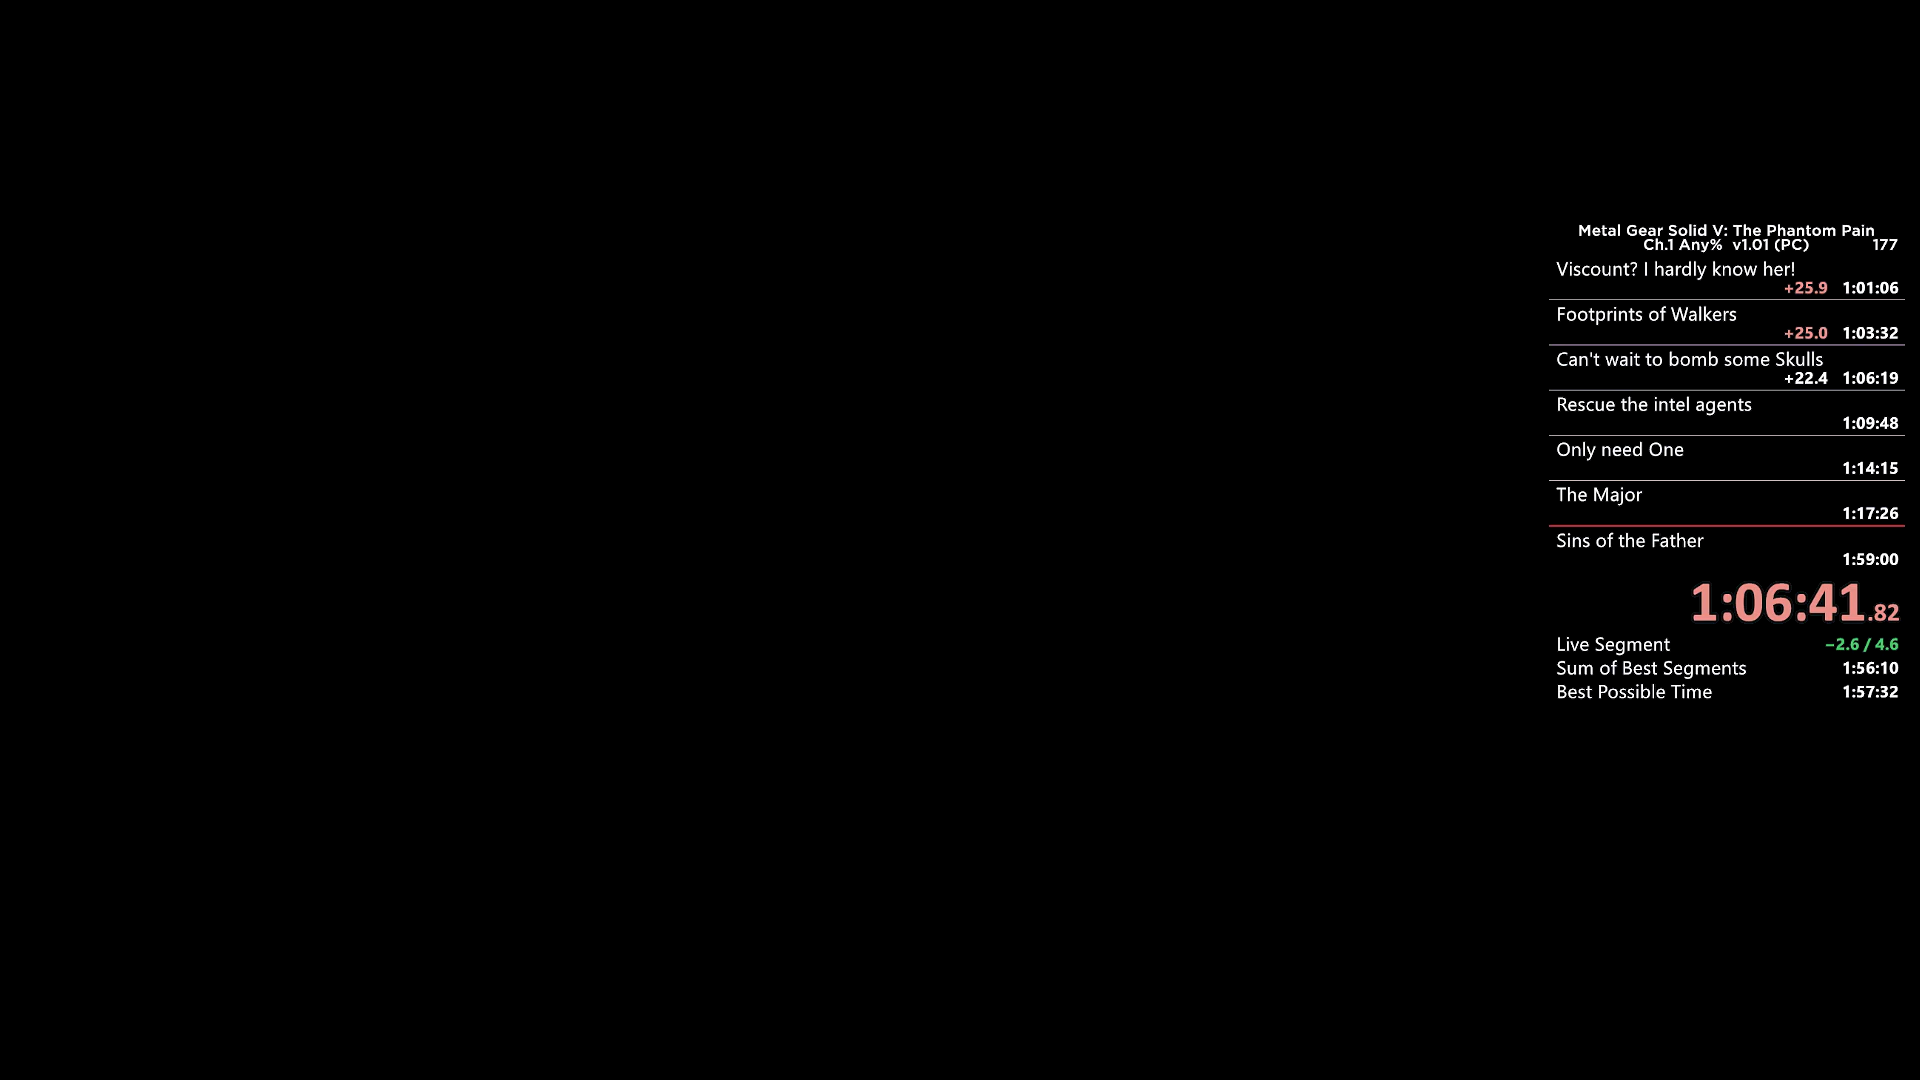 Metal Gear Solid V: The Phantom Pain
Ch.1 Any% v1.01 (PC) 177
Viscount? I hardly know her!
+25.9 1:01:06
Footprints of Walkers
+25.0 1:03:32
Can't wait to bomb some Skulls
+22.4 1:06:19
Rescue the intel agents
1:09:48
Only need One
1:14:15
The Major
1:17:26
Sins of the Father
1:59:00
1:06:41.82
Live Segment −2.6 / 4.6
Sum of Best Segments 1:56:10
Best Possible Time 1:57:32